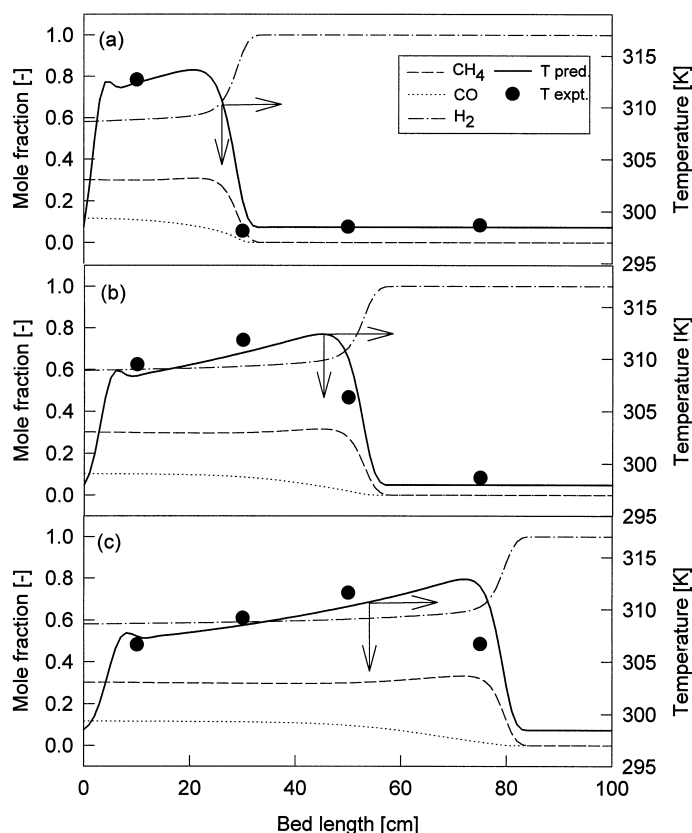 (a)
Mole fraction [-]
1.0
0.8
0.6
0.4
0.2
0.0
CH4
CO
H2
T pred.
T expt.
315
310
305
300
295
Temperature [K]
(b)
Mole fraction [-]
1.0
0.8
0.6
0.4
0.2
0.0
315
310
305
300
295
Temperature [K]
(c)
Mole fraction [-]
1.0
0.8
0.6
0.4
0.2
0.0
315
310
305
300
295
Temperature [K]
0 20 40 60 80 100
Bed length [cm]